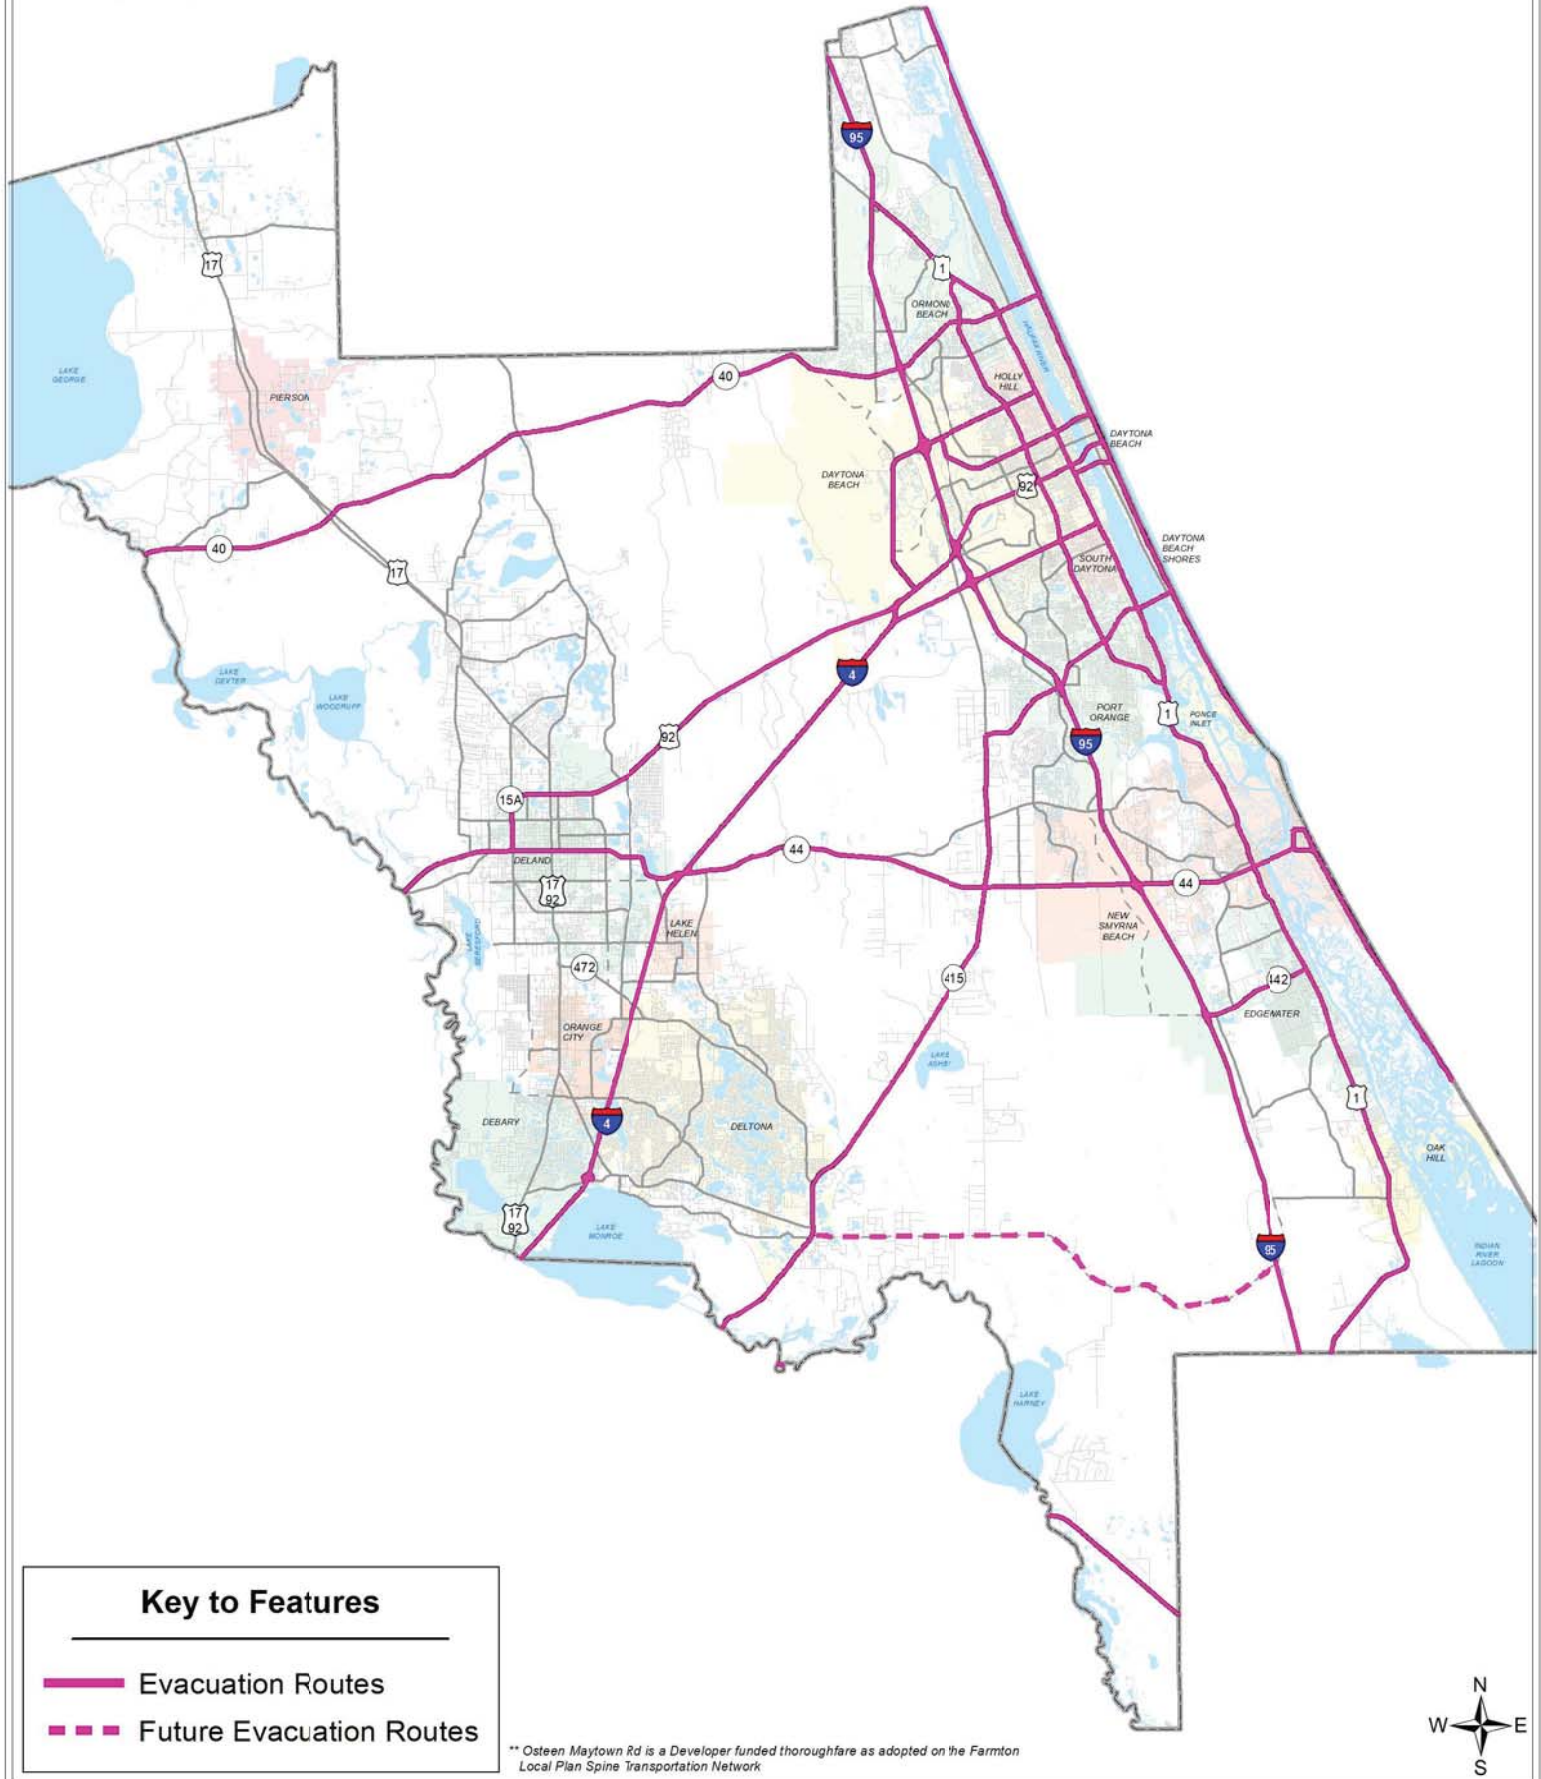 95
17
1
ORMOND
BEACH
HALIFAX RIVER
LAKE
GEORGE
PIERSON
40
HOLLY
HILL
DAYTONA
BEACH
DAYTONA
BEACH
92
40
17
DAYTONA
BEACH
SHORES
SOUTH
DAYTONA
LAKE
DEXTER
LAKE
WOODRUFF
4
92
PORT
ORANGE
1
PONCE
INLET
95
15A
44
DELAND
17
92
44
LAKE
HELEN
NEW
SMYRNA
BEACH
LAKE
BERESFORD
472
415
442
EDGEWATER
ORANGE
CITY
LAKE
ASHBY
1
DEBARY
4
DELTONA
OAK
HILL
17
92
LAKE
MONROE
95
INDIAN
RIVER
LAGOON
LAKE
HARNEY
Key to Features
Evacuation Routes
Future Evacuation Routes
** Osteen Maytown Rd is a Developer funded thoroughfare as adopted on the Farmton
Local Plan Spine Transportation Network
N
W E
S